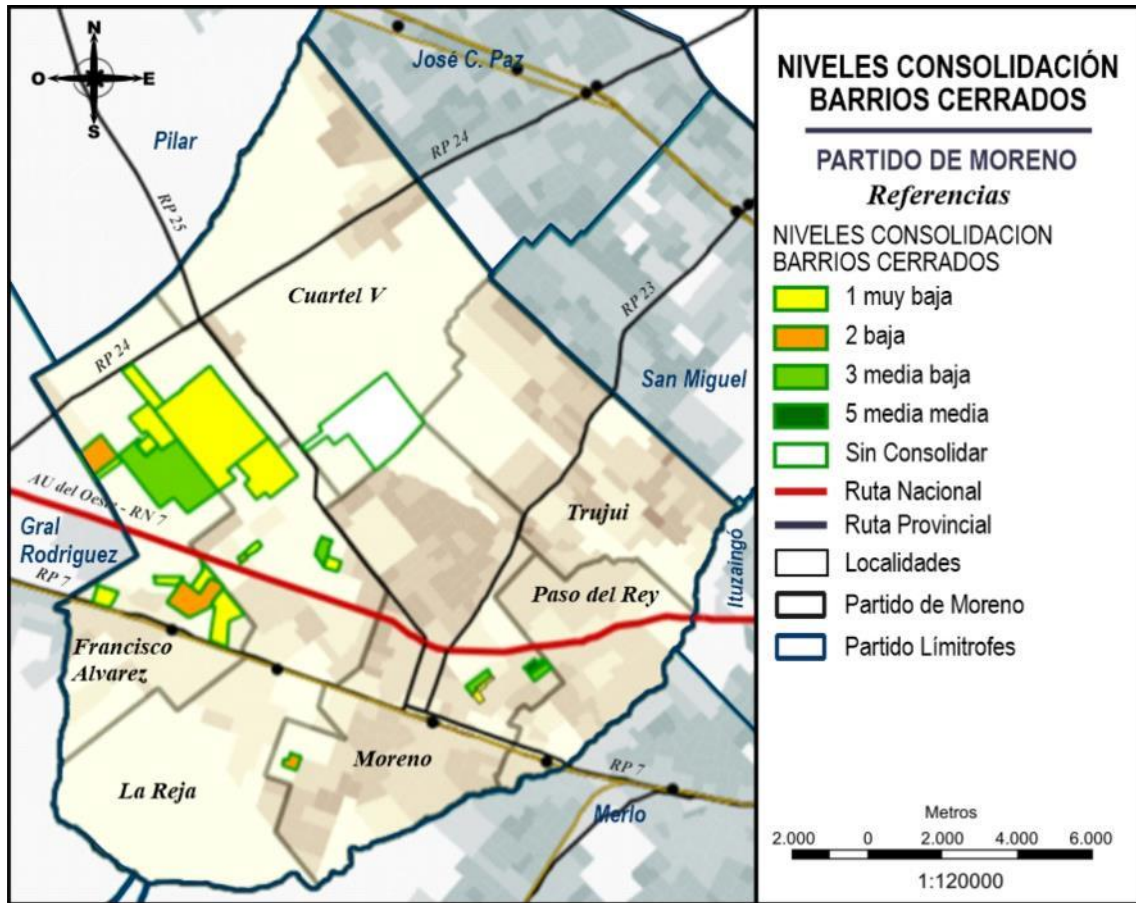 N
O
E
S
José C. Paz
Pilar
RP 24
RP 25
Cuartel V
RP 23
RP 24
San Miguel
AU del Oeste - RN 7
Trujui
Gral
Rodriguez
Ituzaingó
RP 7
Paso del Rey
Francisco
Alvarez
Moreno
La Reja
RP 7
Merlo
NIVELES CONSOLIDACIÓN
BARRIOS CERRADOS
PARTIDO DE MORENO
Referencias
NIVELES CONSOLIDACION
BARRIOS CERRADOS
1 muy baja
2 baja
3 media baja
5 media media
Sin Consolidar
Ruta Nacional
Ruta Provincial
Localidades
Partido de Moreno
Partido Límitrofes
Metros
2.000 0 2.000 4.000 6.000
1:120000